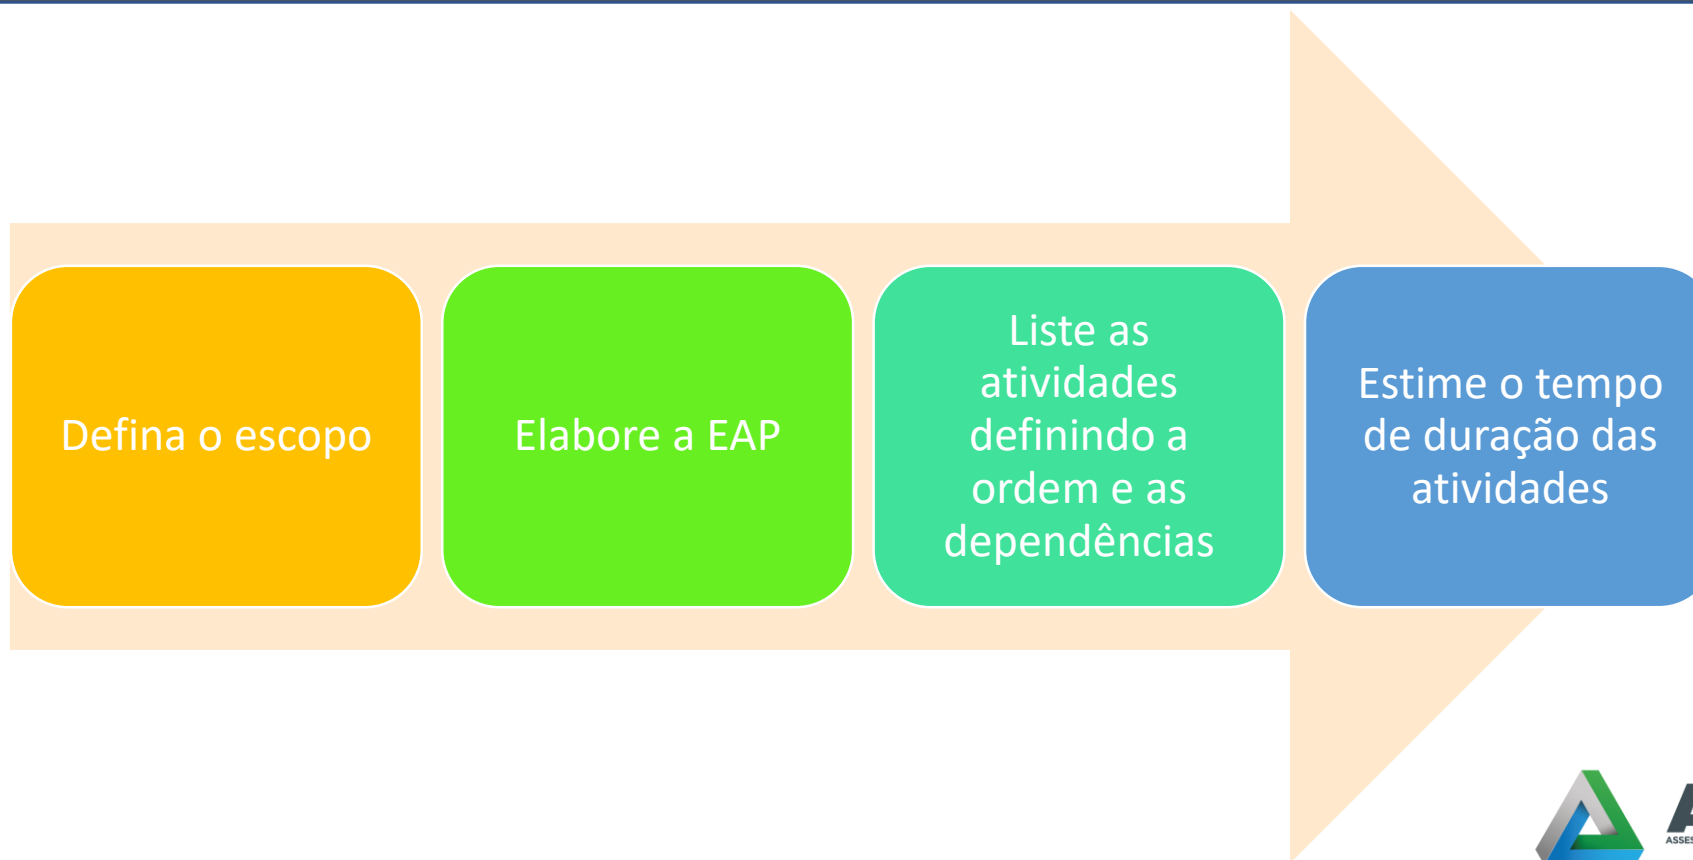 Defina o escopo
Elabore a EAP
Liste as
atividades
definindo a
ordem e as
dependências
Estime o tempo
de duração das
atividades